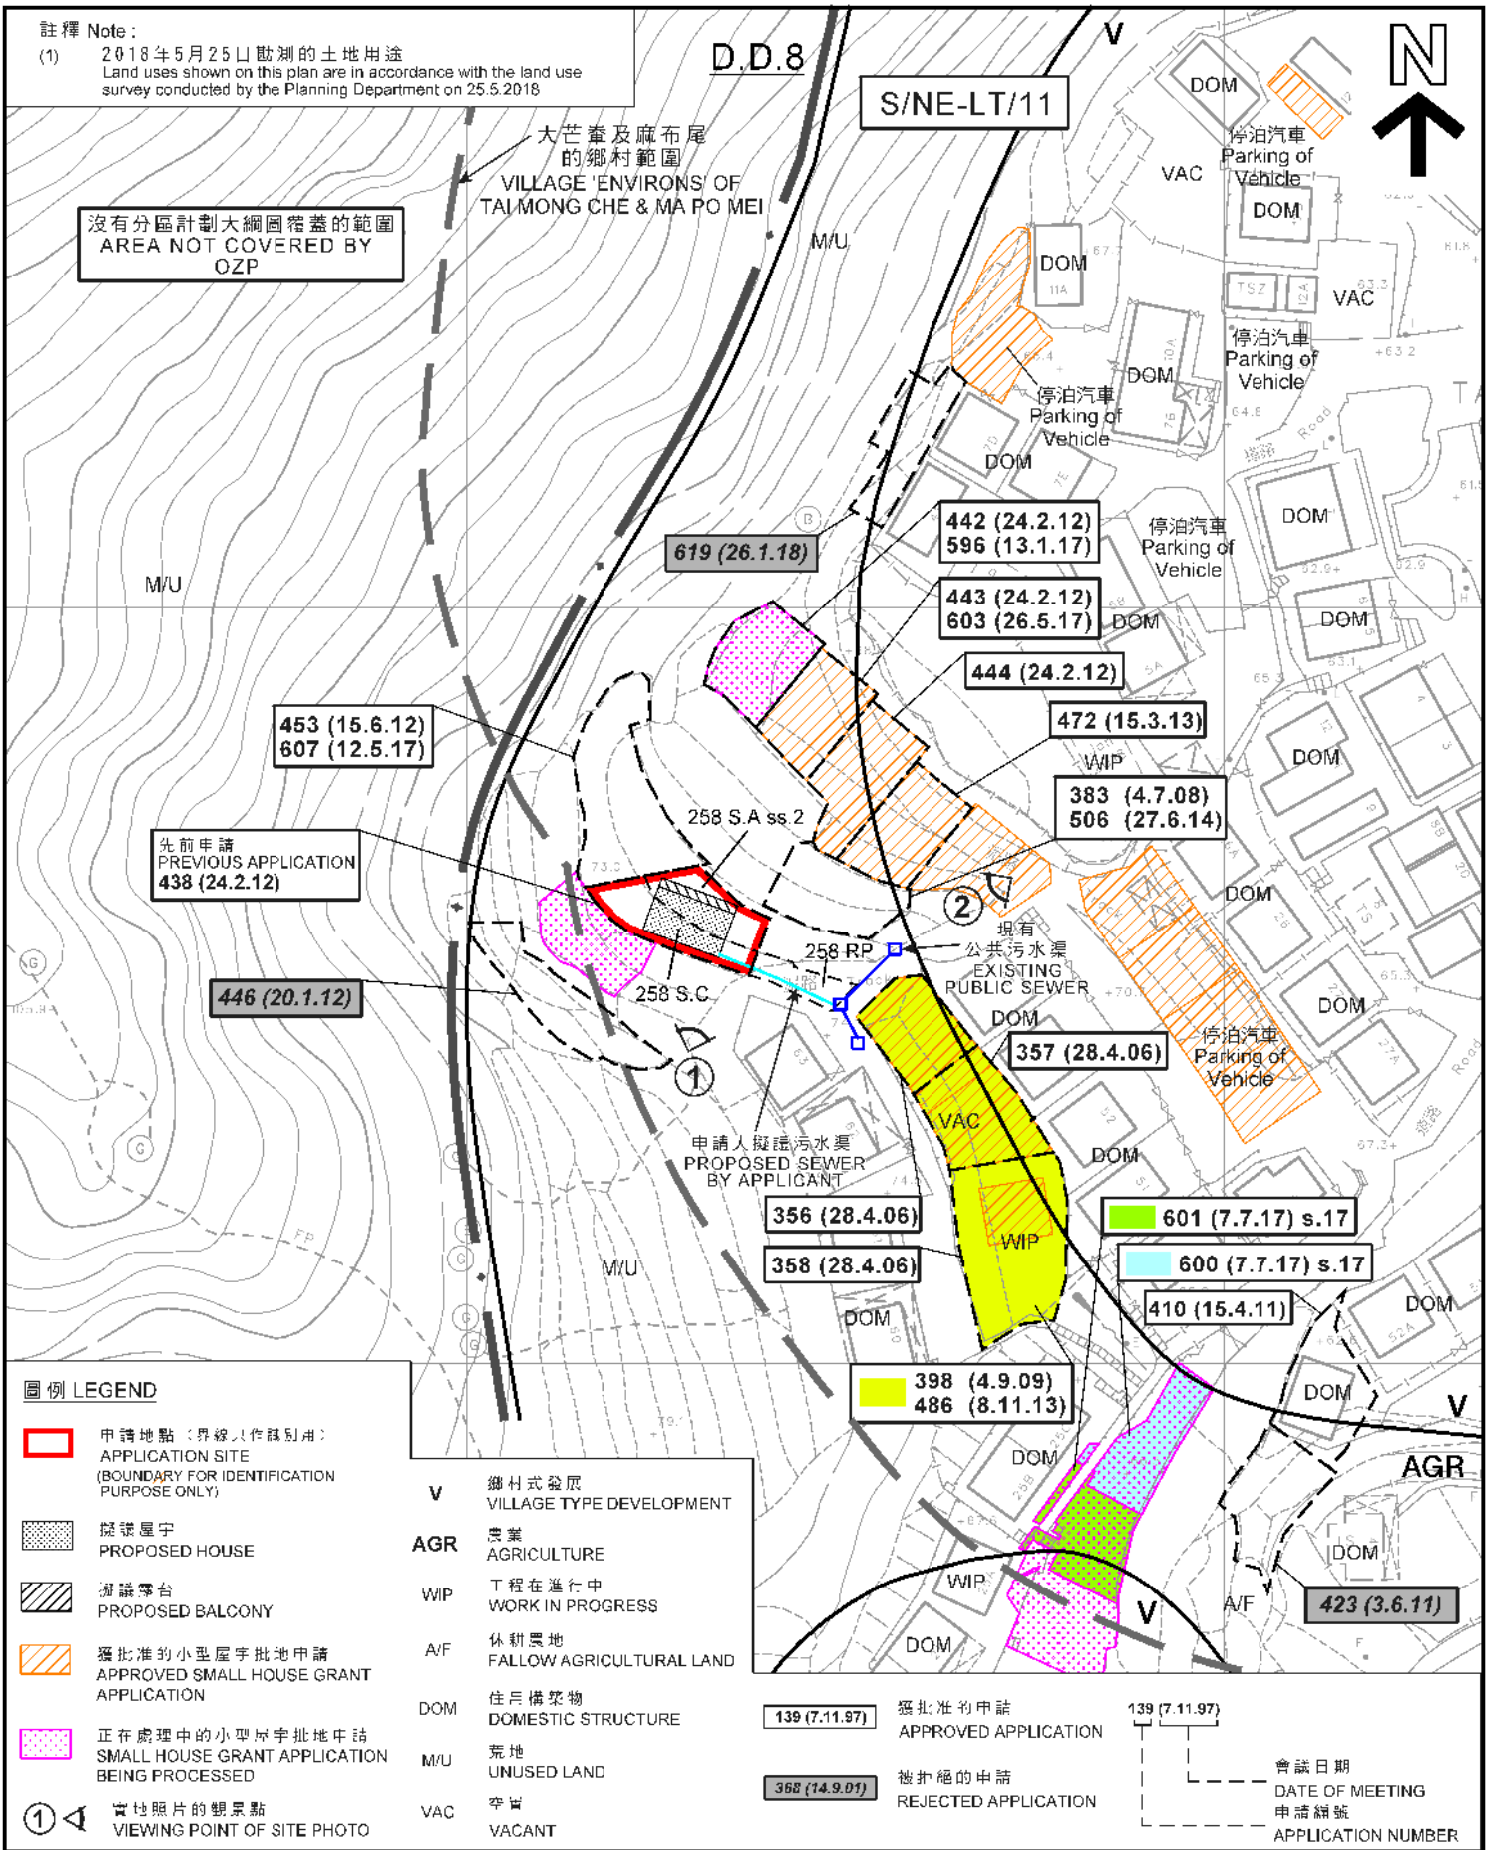 註釋 Note :
(1) 2018年5月25日勘測的土地用途
Land uses shown on this plan are in accordance with the land use
survey conducted by the Planning Department on 25.5.2018
D.D.8
S/NE-LT/11
V
N
大芒輋及麻布尾
的鄉村範圍
VILLAGE 'ENVIRONS' OF
TAI MONG CHE & MA PO MEI
沒有分區計劃大綱圖覆蓋的範圍
AREA NOT COVERED BY
OZP
M/U
DOM
停泊汽車
Parking of
Vehicle
VAC
DOM
DOM
11A
TSZ
12A
VAC
停泊汽車
Parking of
Vehicle
DOM
停泊汽車
Parking of
Vehicle
DOM
DOM
442 (24.2.12)
596 (13.1.17)
停泊汽車
Parking of
Vehicle
619 (26.1.18)
M/U
443 (24.2.12)
603 (26.5.17)
DOM
DOM
444 (24.2.12)
453 (15.6.12)
607 (12.5.17)
472 (15.3.13)
WIP
DOM
383 (4.7.08)
506 (27.6.14)
258 S.A ss.2
先前申請
PREVIOUS APPLICATION
438 (24.2.12)
DOM
2
現有
公共污水渠
EXISTING
PUBLIC SEWER
258 RP
258 S.C
446 (20.1.12)
DOM
DOM
357 (28.4.06)
停泊汽車
Parking of
Vehicle
1
VAC
申請人擬議污水渠
PROPOSED SEWER
BY APPLICANT
DOM
356 (28.4.06)
601 (7.7.17) s.17
WIP
358 (28.4.06)
600 (7.7.17) s.17
M/U
410 (15.4.11)
DOM
DOM
398 (4.9.09)
486 (8.11.13)
DOM
V
DOM
AGR
DOM
WIP
V
A/F
423 (3.6.11)
DOM
圖例 LEGEND
申請地點（界線只作識別用）
APPLICATION SITE
(BOUNDARY FOR IDENTIFICATION
PURPOSE ONLY)
擬議屋宇
PROPOSED HOUSE
擬議露台
PROPOSED BALCONY
獲批准的小型屋宇批地申請
APPROVED SMALL HOUSE GRANT
APPLICATION
正在處理中的小型屋宇批地申請
SMALL HOUSE GRANT APPLICATION
BEING PROCESSED
1 實地照片的觀景點
VIEWING POINT OF SITE PHOTO
V 鄉村式發展
VILLAGE TYPE DEVELOPMENT
AGR 農業
AGRICULTURE
WIP 工程在進行中
WORK IN PROGRESS
A/F 休耕農地
FALLOW AGRICULTURAL LAND
DOM 住用構築物
DOMESTIC STRUCTURE
M/U 荒地
UNUSED LAND
VAC 空置
VACANT
139 (7.11.97) 獲批准的申請
APPROVED APPLICATION
368 (14.9.01) 被拒絕的申請
REJECTED APPLICATION
139 (7.11.97)
會議日期
DATE OF MEETING
申請編號
APPLICATION NUMBER